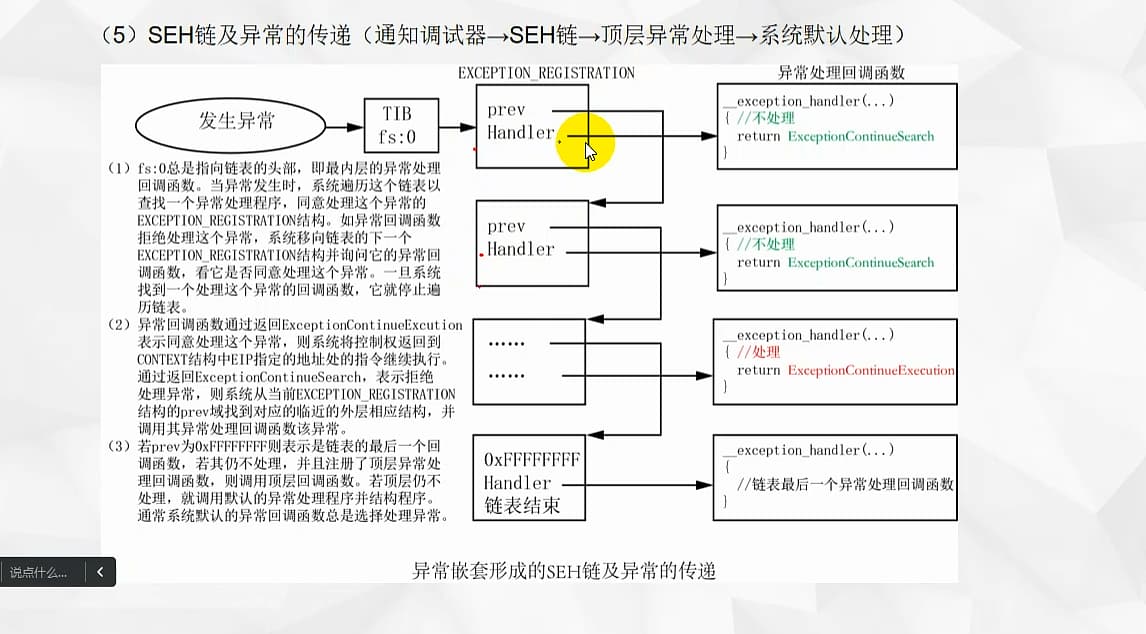 （5）SEH链及异常的传递（通知调试器→SEH链→顶层异常处理→系统默认处理）
EXCEPTION_REGISTRATION
异常处理回调函数
发生异常
TIB
fs:0
prev
Handler
__exception_handler(...)
{ //不处理
return ExceptionContinueSearch
}
（1）fs:0总是指向链表的头部，即最内层的异常处理
回调函数。当异常发生时，系统遍历这个链表以
查找一个异常处理程序，同意处理这个异常的
EXCEPTION_REGISTRATION结构。如异常回调函数
拒绝处理这个异常，系统移向链表的下一个
EXCEPTION_REGISTRATION结构并询问它的异常回
调函数，看它是否同意处理这个异常。一旦系统
找到一个处理这个异常的回调函数，它就停止遍
历链表。
（2）异常回调函数通过返回ExceptionContinueExcution
表示同意处理这个异常，则系统将控制权返回到
CONTEXT结构中EIP指定的地址处的指令继续执行。
通过返回ExceptionContinueSearch，表示拒绝
处理异常，则系统从当前EXCEPTION_REGISTRATION
结构的prev域找到对应的临近的外层相应结构，并
调用其异常处理回调函数该异常。
（3）若prev为0xFFFFFFFF则表示是链表的最后一个回
调函数，若其仍不处理，并且注册了顶层异常处
理回调函数，则调用顶层回调函数。若顶层仍不
处理，就调用默认的异常处理程序并结构程序。
通常系统默认的异常回调函数总是选择处理异常。
prev
Handler
__exception_handler(...)
{ //不处理
return ExceptionContinueSearch
}
······
······
__exception_handler(...)
{ //处理
return ExceptionContinueExecution
}
0xFFFFFFFF
Handler
链表结束
__exception_handler(...)
{
//链表最后一个异常处理回调函数
}
说点什么...
异常嵌套形成的SEH链及异常的传递